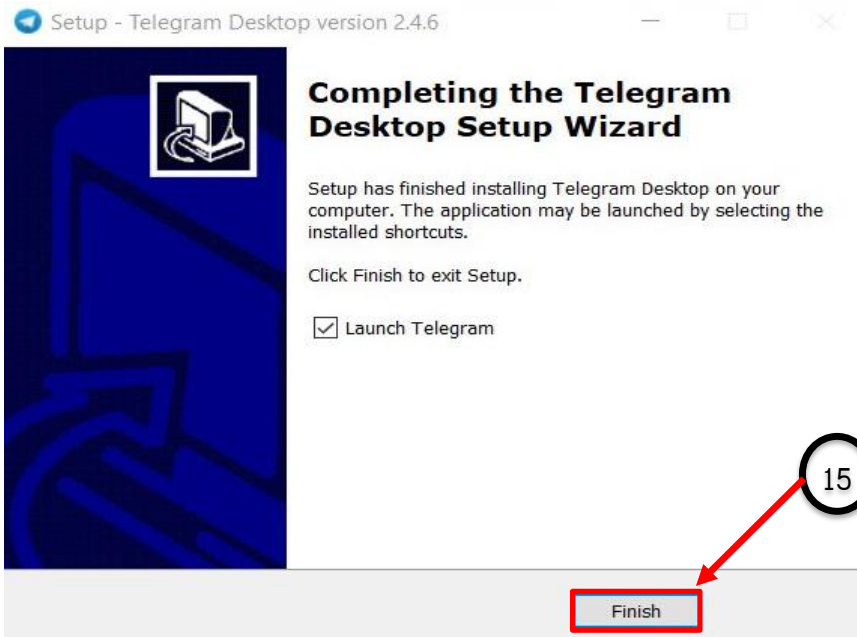 Setup - Telegram Desktop version 2.4.6
Completing the Telegram
Desktop Setup Wizard
Setup has finished installing Telegram Desktop on your
computer. The application may be launched by selecting the
installed shortcuts.
Click Finish to exit Setup.
Launch Telegram
15
Finish